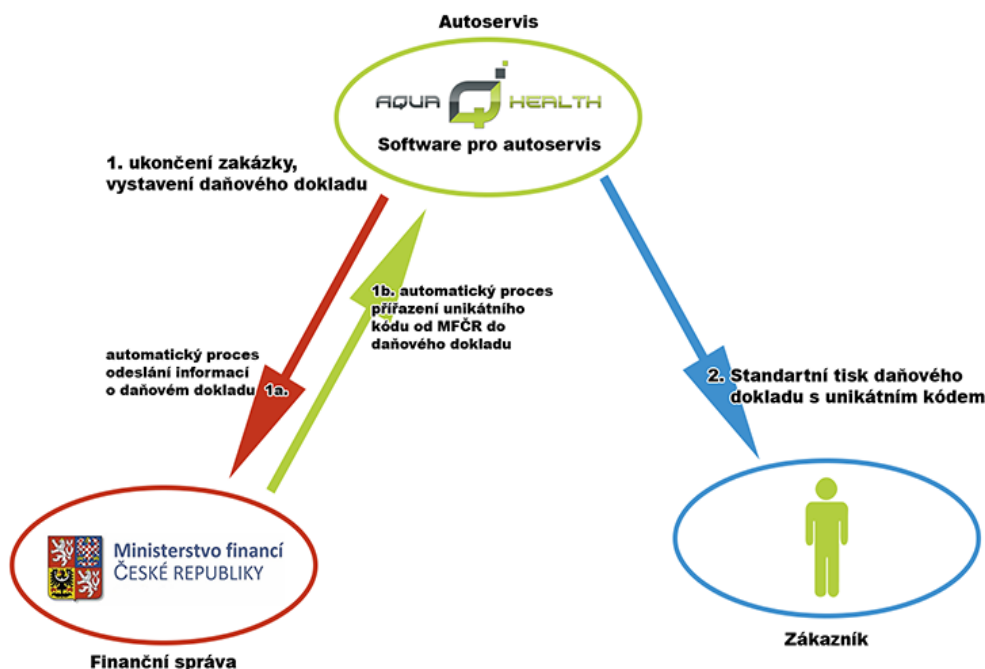 Autoservis
AQUA HEALTH
Software pro autoservis
1. ukončení zakázky,
vystavení daňového dokladu
1b. automatický proces
přířazení unikátního
kódu od MFČR do
daňového dokladu
automatický proces
odeslání informací
o daňovém dokladu 1a.
2. Standartní tisk daňového
dokladu s unikátním kódem
Ministerstvo financí
ČESKÉ REPUBLIKY
Finanční správa
Zákazník